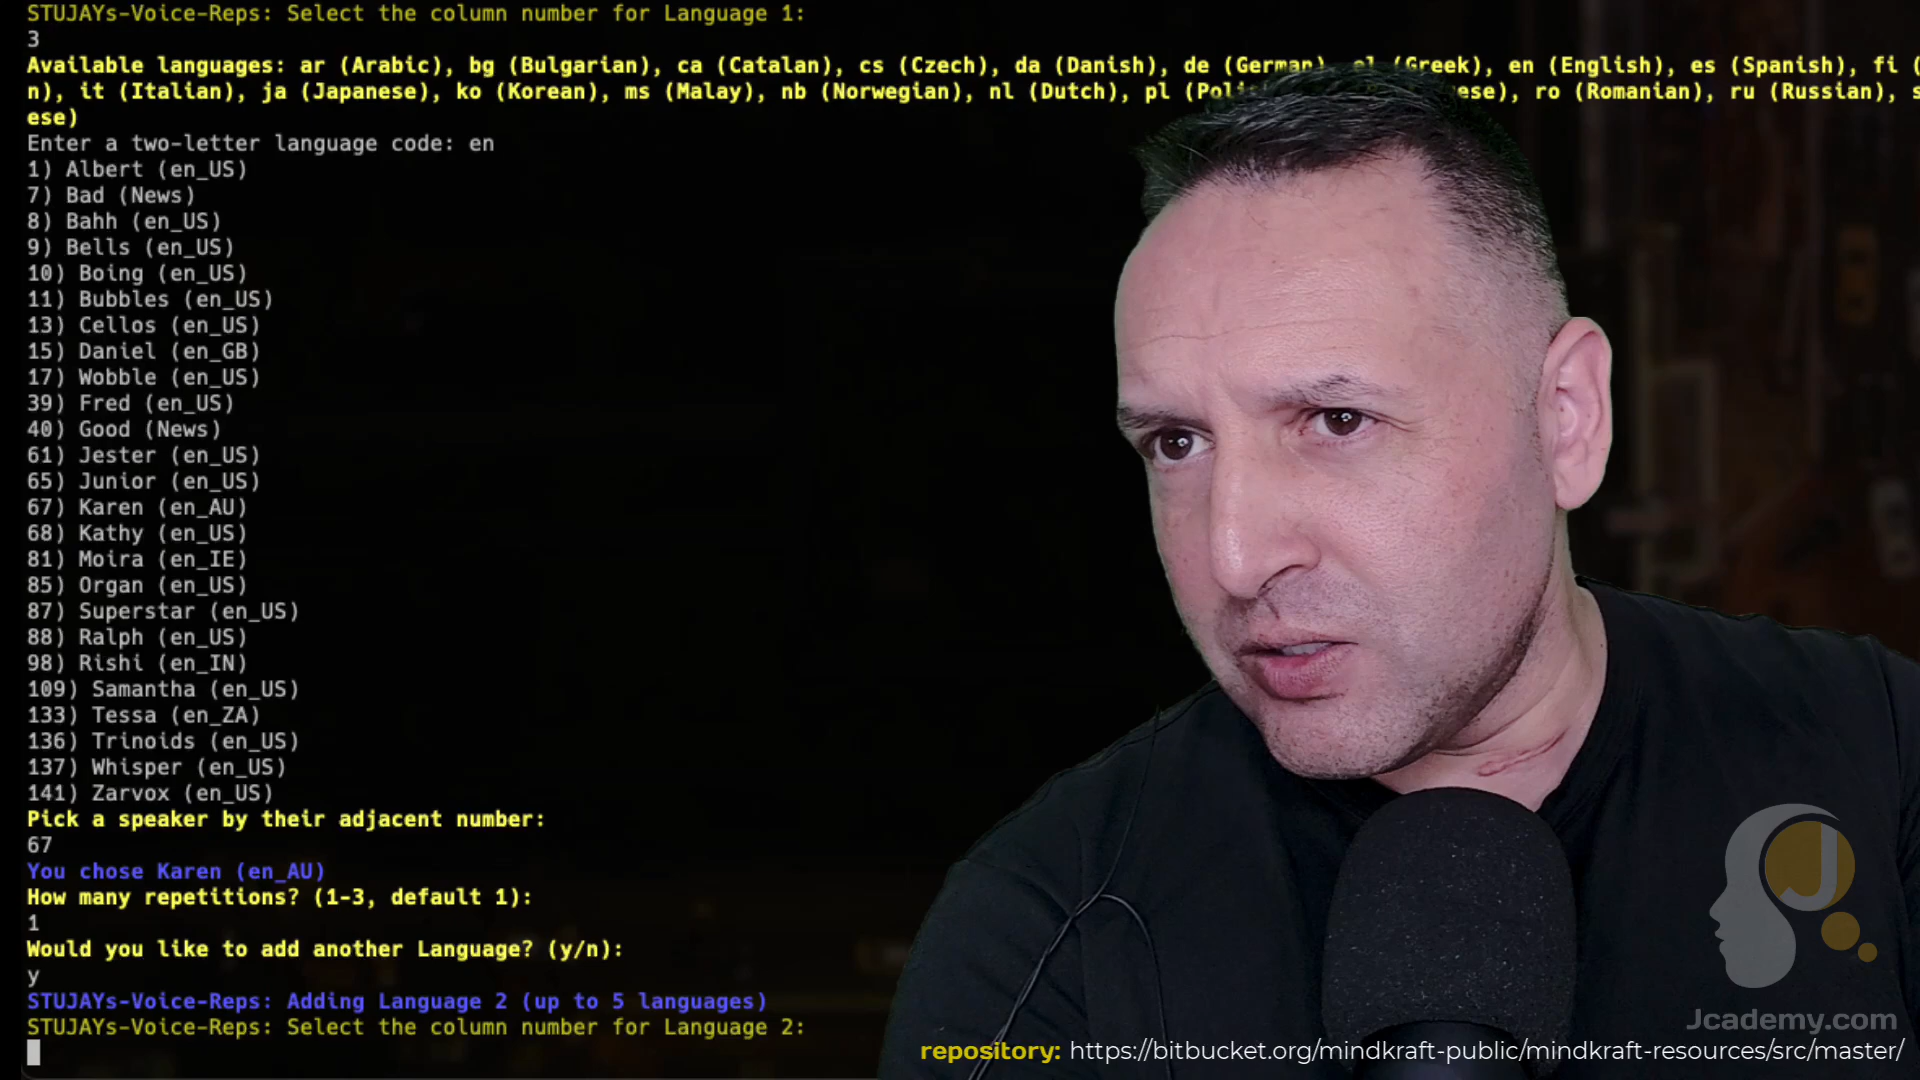 STUJAYs-Voice-Reps: Select the column number for Language 1:
3
Available languages: ar (Arabic), bg (Bulgarian), ca (Catalan), cs (Czech), da (Danish), de (German), el (Greek), en (English), es (Spanish), fi (
n), it (Italian), ja (Japanese), ko (Korean), ms (Malay), nb (Norwegian), nl (Dutch), pl ro (Romanian), ru (Russian),
ese)
Enter a two-letter language code: en
1) Albert (en_US)
7) Bad (News)
8) Bahh (en_US)
9) Bells (en_US)
10) Boing (en_US)
11) Bubbles (en_US)
13) Cellos (en_US)
15) Daniel (en_GB)
17) Wobble (en_US)
39) Fred (en_US)
40) Good (News)
61) Jester (en_US)
65) Junior (en_US)
67) Karen (en_AU)
68) Kathy (en_US)
81) Moira (en_IE)
85) Organ (en_US)
87) Superstar (en_US)
88) Ralph (en_US)
98) Rishi (en_IN)
109) Samantha (en_US)
133) Tessa (en_ZA)
136) Trinoids (en_US)
137) Whisper (en_US)
141) Zarvox (en_US)
Pick a speaker by their adjacent number:
67
You chose Karen (en_AU)
How many repetitions? (1-3, default 1):
1
Would you like to add another Language? (y/n):
y
STUJAYs-Voice-Reps: Adding Language 2 (up to 5 languages)
STUJAYs-Voice-Reps: Select the column number for Language 2:
J
Jcademy.com
repository: https://bitbucket.org/mindkraft-public/mindkraft-resources/src/master/